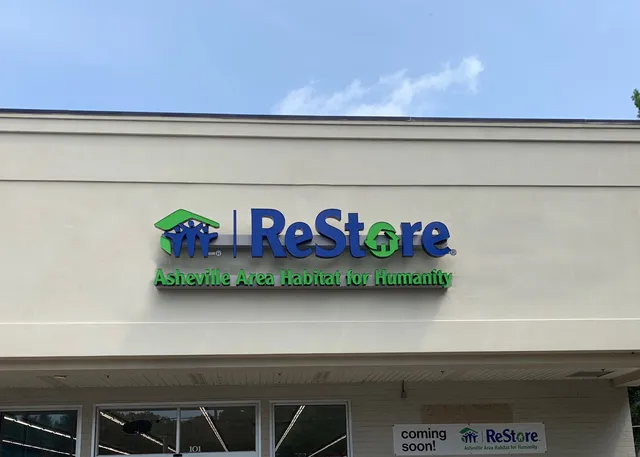 ReStore®
Asheville Area Habitat for Humanity
101
coming soon!
ReStore
Asheville Area Habitat for Humanity